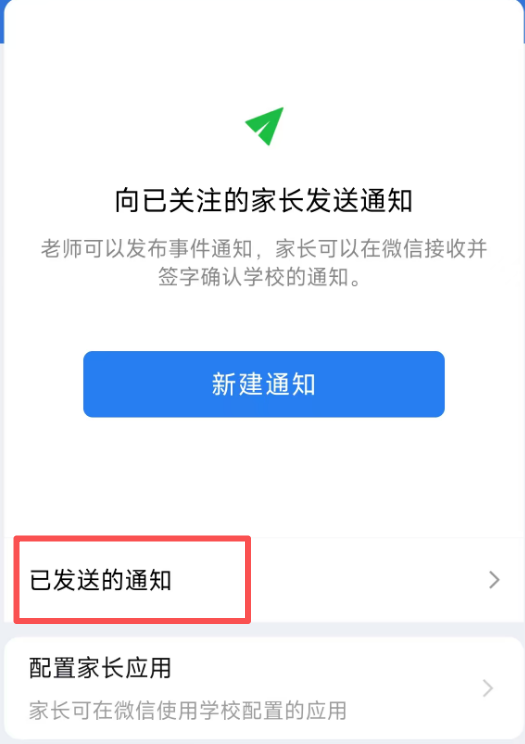 向已关注的家长发送通知
老师可以发布事件通知，家长可以在微信接收并
签字确认学校的通知。
新建通知
已发送的通知
配置家长应用
家长可在微信使用学校配置的应用